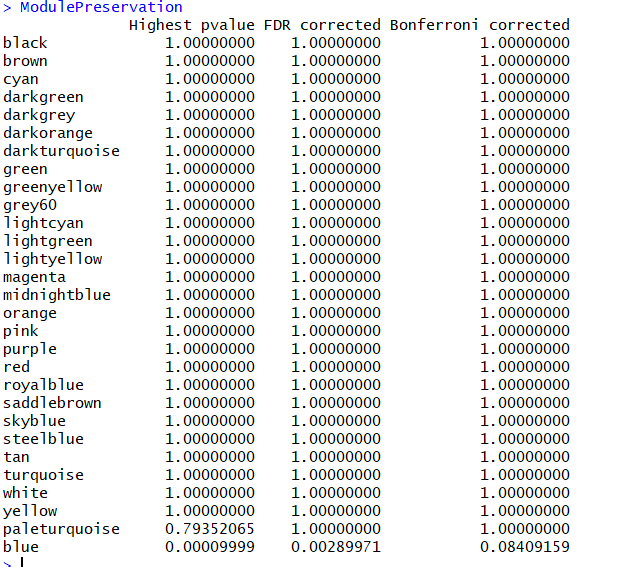 > ModulePreservation
Highest pvalue FDR corrected Bonferroni corrected
black 1.00000000 1.00000000 1.00000000
brown 1.00000000 1.00000000 1.00000000
cyan 1.00000000 1.00000000 1.00000000
darkgreen 1.00000000 1.00000000 1.00000000
darkgrey 1.00000000 1.00000000 1.00000000
darkorange 1.00000000 1.00000000 1.00000000
darkturquoise 1.00000000 1.00000000 1.00000000
green 1.00000000 1.00000000 1.00000000
greenyellow 1.00000000 1.00000000 1.00000000
grey60 1.00000000 1.00000000 1.00000000
lightcyan 1.00000000 1.00000000 1.00000000
lightgreen 1.00000000 1.00000000 1.00000000
lightyellow 1.00000000 1.00000000 1.00000000
magenta 1.00000000 1.00000000 1.00000000
midnightblue 1.00000000 1.00000000 1.00000000
orange 1.00000000 1.00000000 1.00000000
pink 1.00000000 1.00000000 1.00000000
purple 1.00000000 1.00000000 1.00000000
red 1.00000000 1.00000000 1.00000000
royalblue 1.00000000 1.00000000 1.00000000
saddlebrown 1.00000000 1.00000000 1.00000000
skyblue 1.00000000 1.00000000 1.00000000
steelblue 1.00000000 1.00000000 1.00000000
tan 1.00000000 1.00000000 1.00000000
turquoise 1.00000000 1.00000000 1.00000000
white 1.00000000 1.00000000 1.00000000
yellow 1.00000000 1.00000000 1.00000000
paleturquoise 0.79352065 1.00000000 1.00000000
blue 0.00009999 0.00289971 0.08409159
>